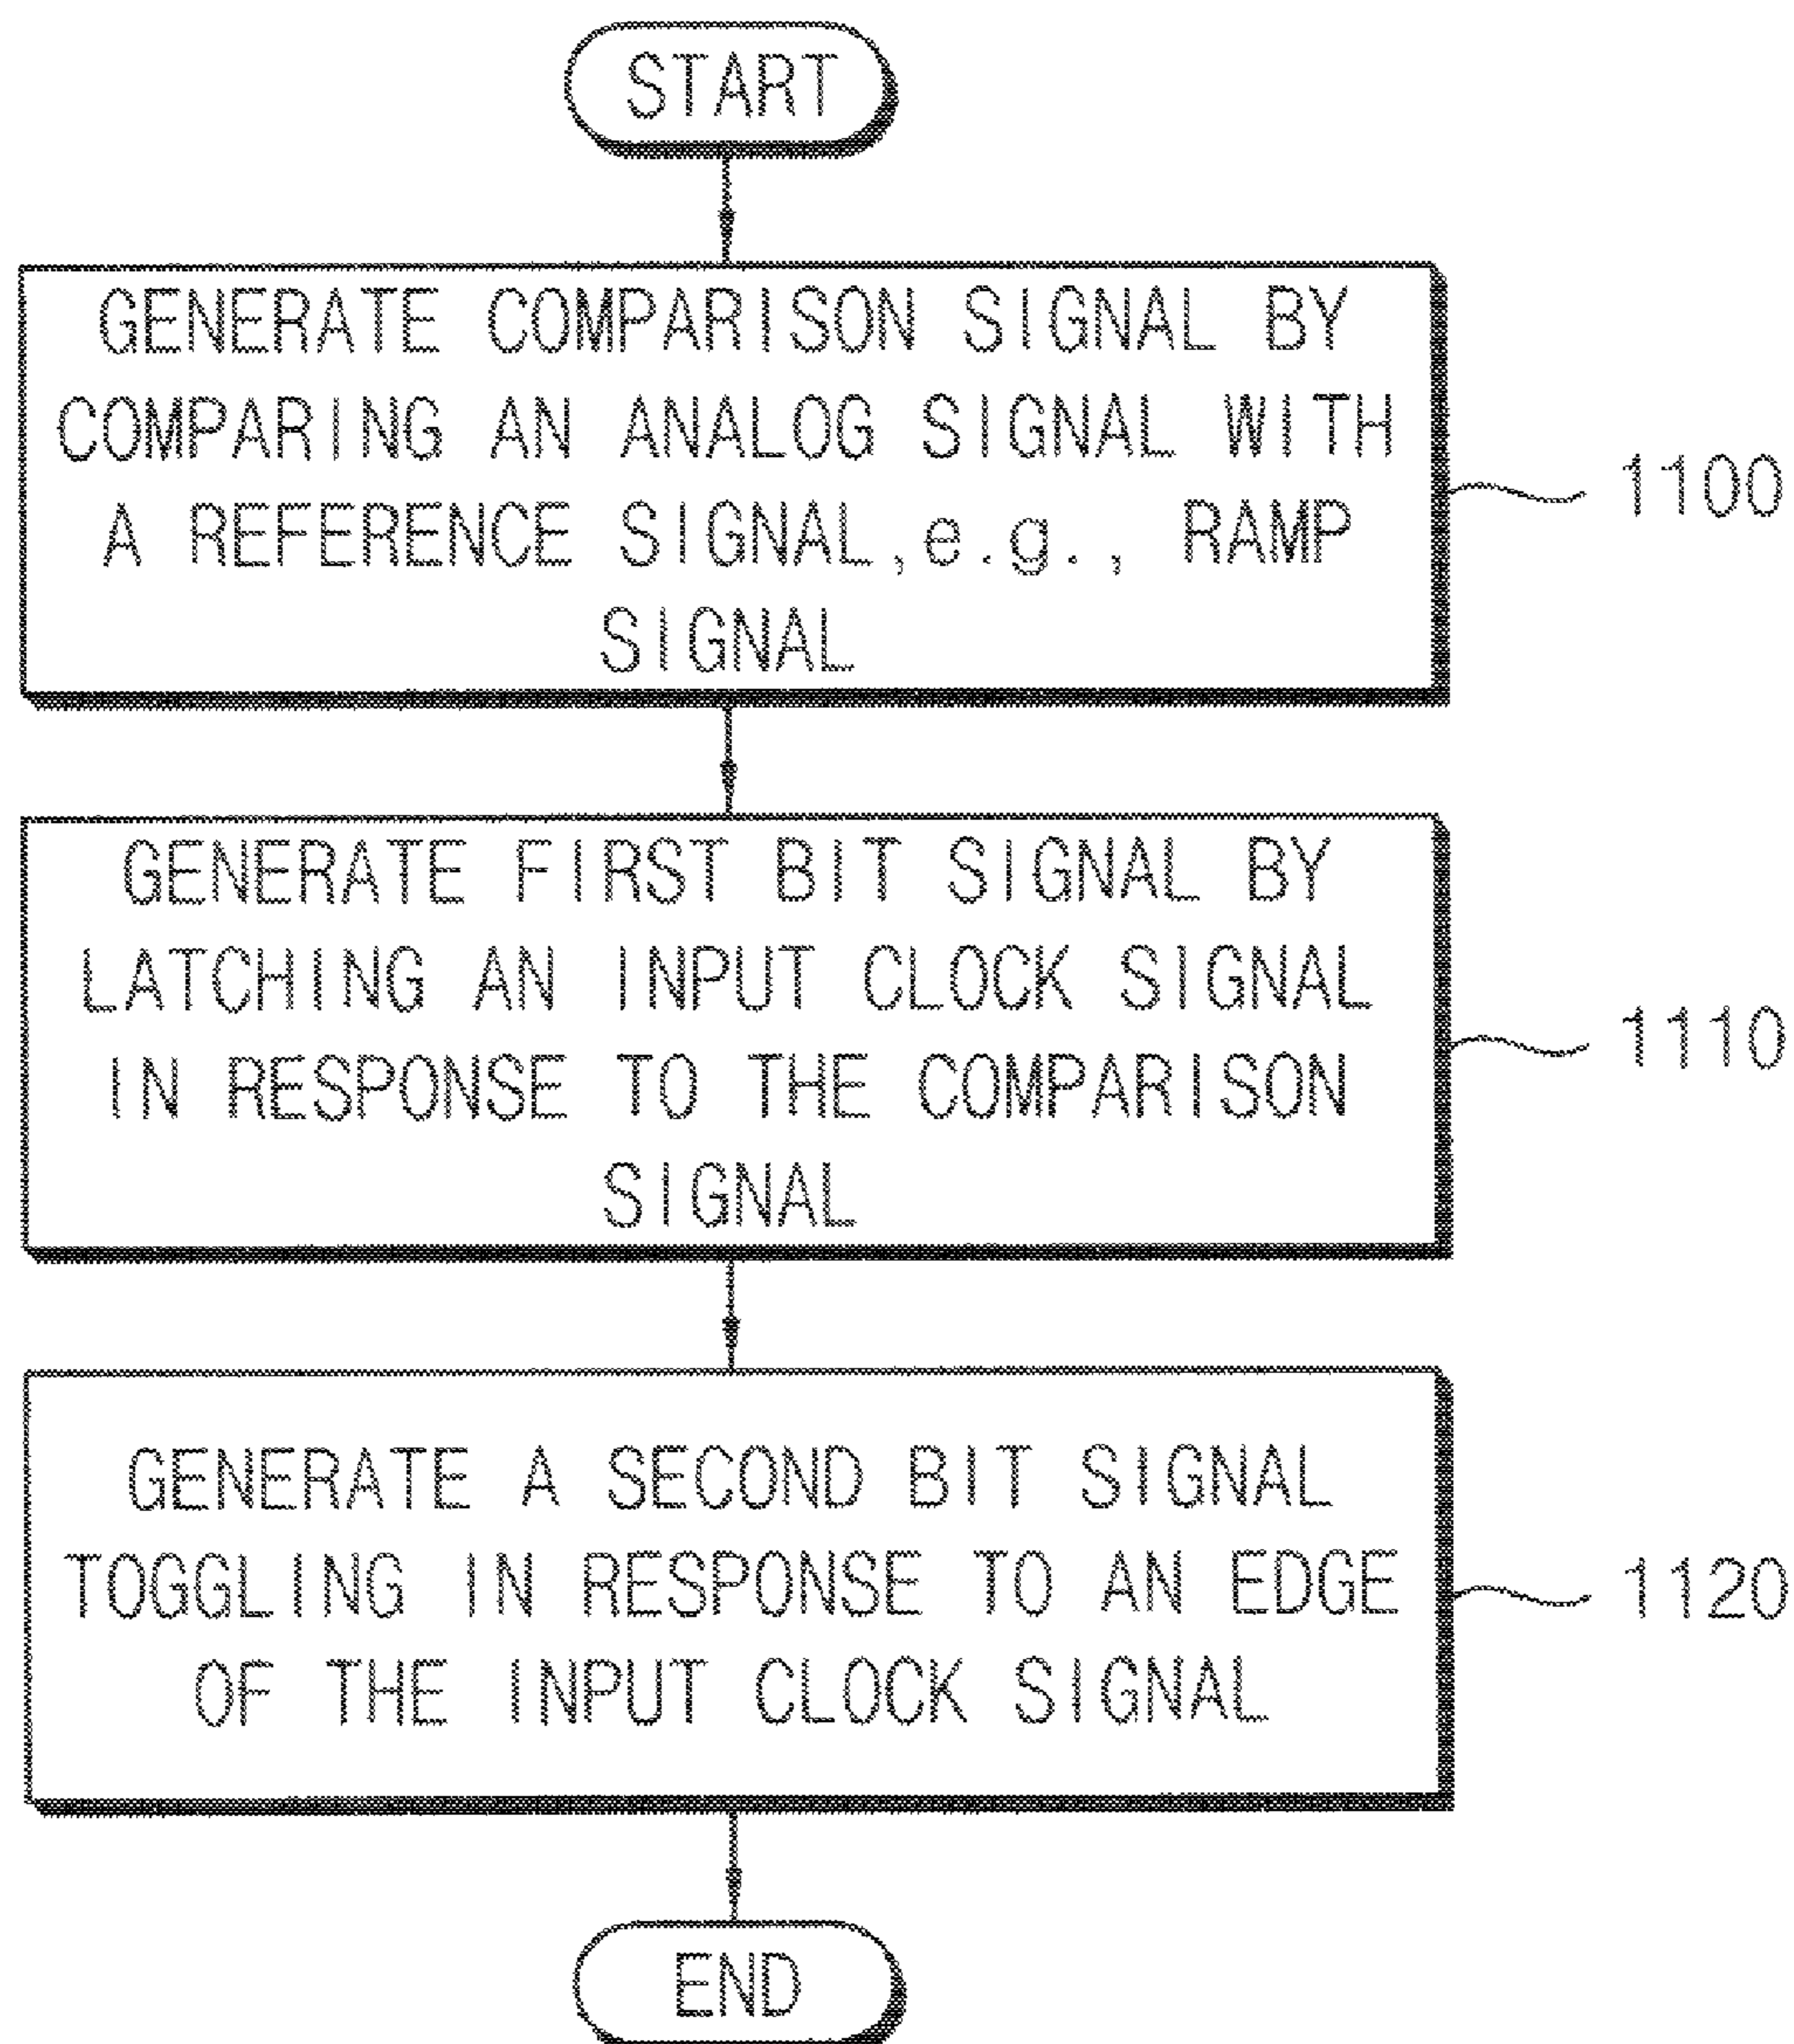 START
GENERATE COMPARISON SIGNAL BY
COMPARING AN ANALOG SIGNAL WITH
A REFERENCE SIGNAL,e.g., RAMP
SIGNAL
1100
GENERATE FIRST BIT SIGNAL BY
LATCHING AN INPUT CLOCK SIGNAL
IN RESPONSE TO THE COMPARISON
SIGNAL
1110
GENERATE A SECOND BIT SIGNAL
TOGGLING IN RESPONSE TO AN EDGE
OF THE INPUT CLOCK SIGNAL
1120
END